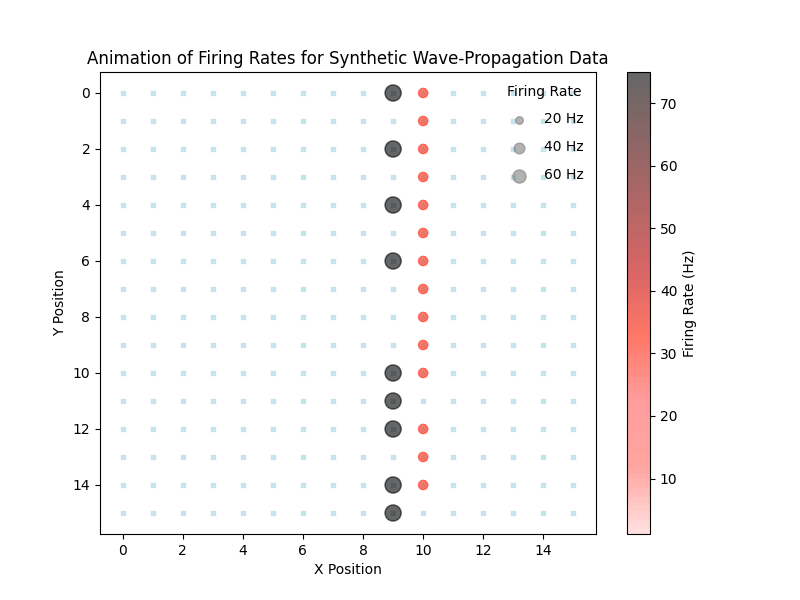 Animation of Firing Rates for Synthetic Wave-Propagation Data
Firing Rate
20 Hz
40 Hz
60 Hz
Y Position
0
2
4
6
8
10
12
14
0 2 4 6 8 10 12 14
X Position
70
60
50
40
30
20
10
Firing Rate (Hz)